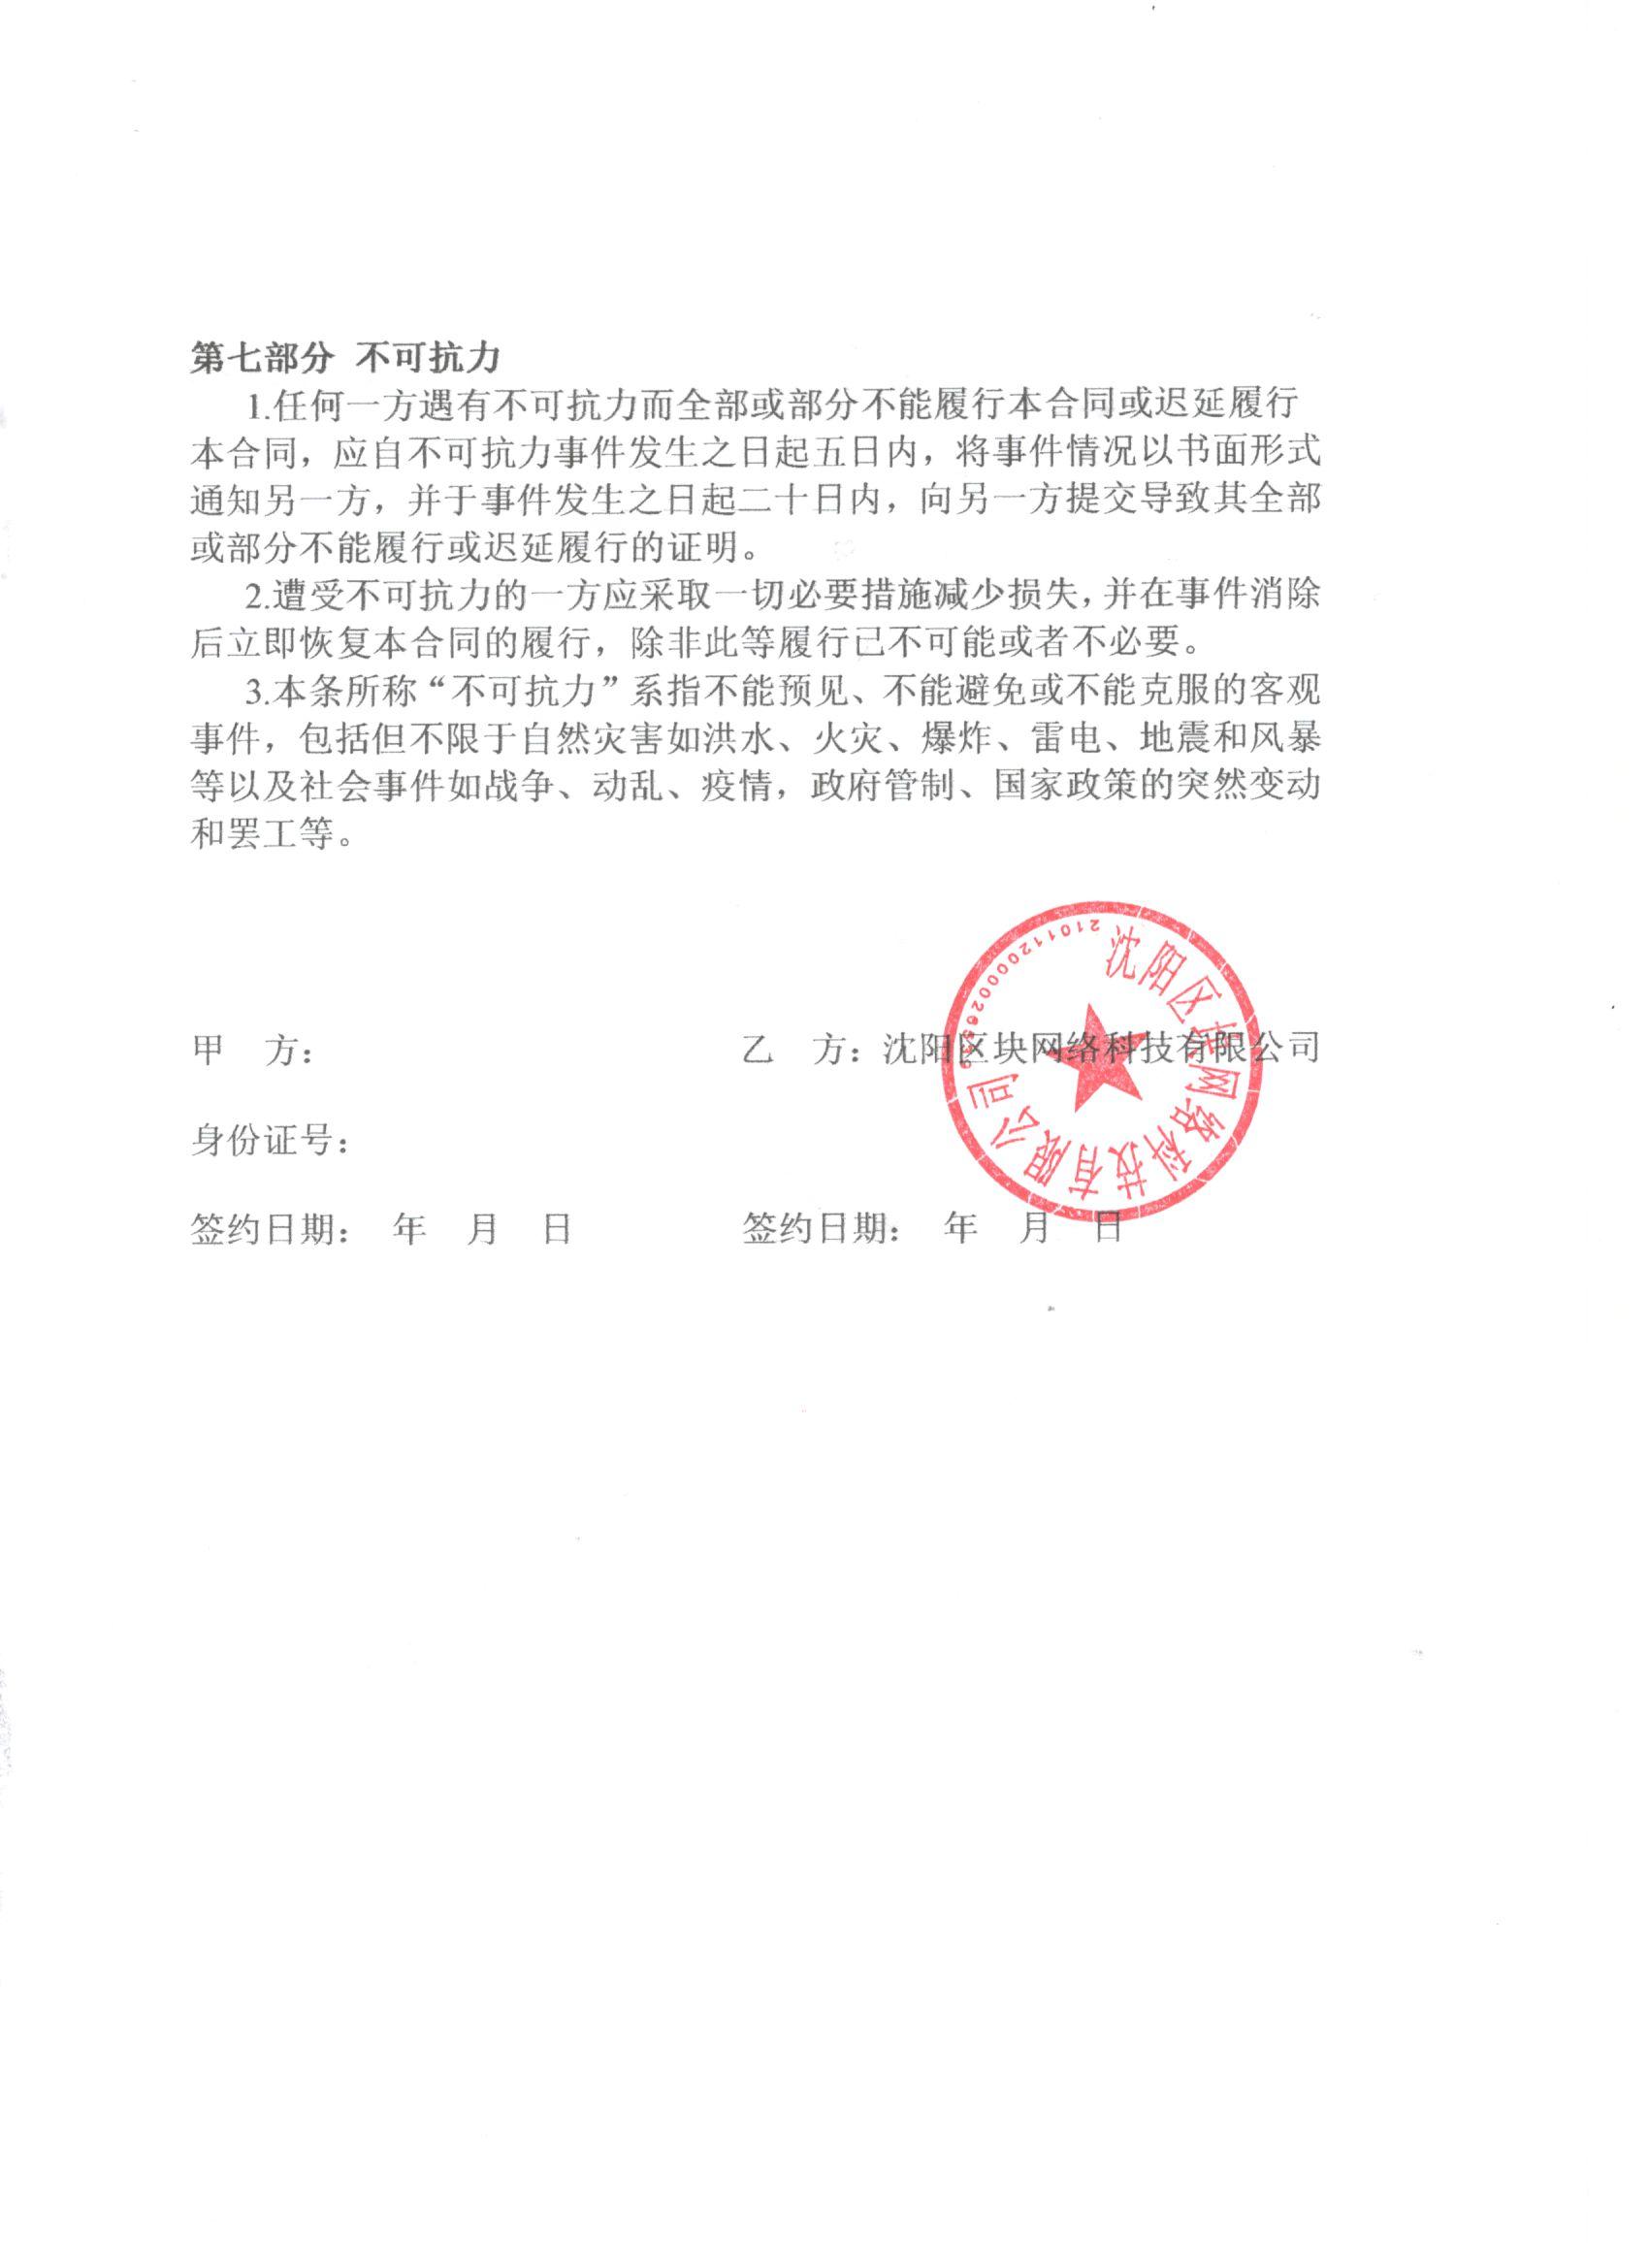 第七部分 不可抗力
1.任何一方遇有不可抗力而全部或部分不能履行本合同或迟延履行
本合同，应自不可抗力事件发生之日起五日内，将事件情况以书面形式
通知另一方，并于事件发生之日起二十日内，向另一方提交导致其全部
或部分不能履行或迟延履行的证明。
2.遭受不可抗力的一方应采取一切必要措施减少损失，并在事件消除
后立即恢复本合同的履行，除非此等履行已不可能或者不必要。
3.本条所称“不可抗力”系指不能预见、不能避免或不能克服的客观
事件，包括但不限于自然灾害如洪水、火灾、爆炸、雷电、地震和风暴
等以及社会事件如战争、动乱、疫情，政府管制、国家政策的突然变动
和罢工等。
甲 方：
乙 方：沈阳区块网络科技有限公司
身份证号：
签约日期： 年 月 日
签约日期： 年 月 日
沈阳区块网络科技有限公司